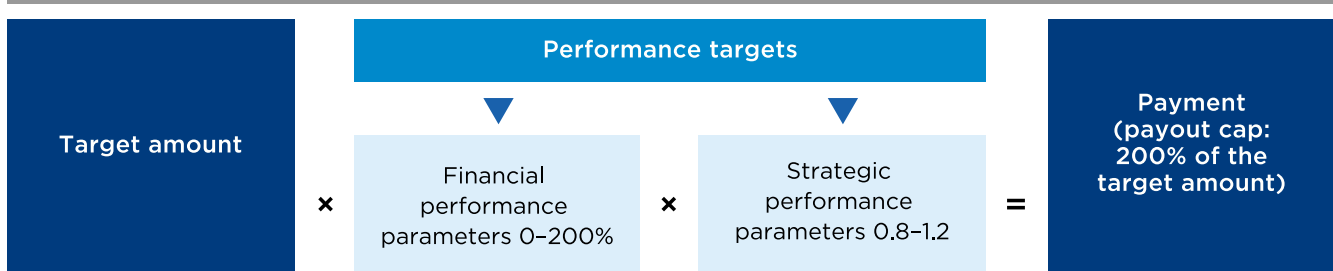 Performance targets
Target amount
×
Financial
performance
parameters 0–200%
×
Strategic
performance
parameters 0.8–1.2
=
Payment
(payout cap:
200% of the
target amount)